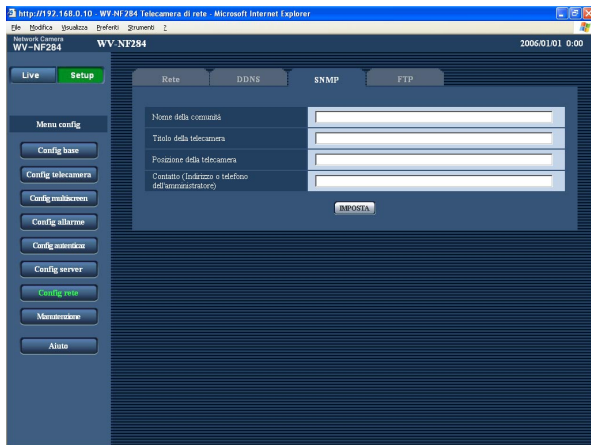 http://192.168.0.10 - WV-NF284 Telecamera di rete - Microsoft Internet Explorer
File Modifica Visualizza Preferiti Strumenti ?
Network Camera
WV-NF284
WV-NF284
2006/01/01 0:00
Live
Setup
Rete
DDNS
SNMP
FTP
Menu config
Config base
Config telecamera
Config multiscreen
Config allarme
Config autenticaz
Config server
Config rete
Manutenzione
Aiuto
Nome della comunità
Titolo della telecamera
Posizione della telecamera
Contatto (Indirizzo o telefono
dell'amministratore)
IMPOSTA